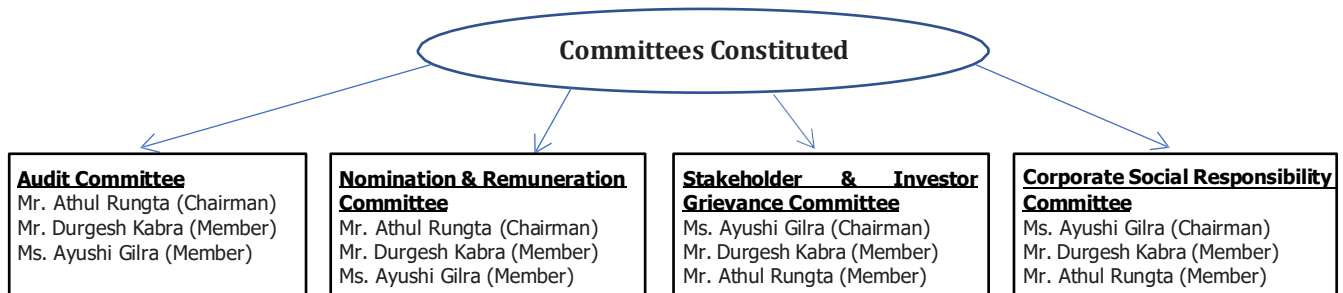 Committees Constituted
Audit Committee
Mr. Athul Rungta (Chairman)
Mr. Durgesh Kabra (Member)
Ms. Ayushi Gilra (Member)
Nomination & Remuneration
Committee
Mr. Athul Rungta (Chairman)
Mr. Durgesh Kabra (Member)
Ms. Ayushi Gilra (Member)
Stakeholder & Investor
Grievance Committee
Ms. Ayushi Gilra (Chairman)
Mr. Durgesh Kabra (Member)
Mr. Athul Rungta (Member)
Corporate Social Responsibility
Committee
Ms. Ayushi Gilra (Chairman)
Mr. Durgesh Kabra (Member)
Mr. Athul Rungta (Member)